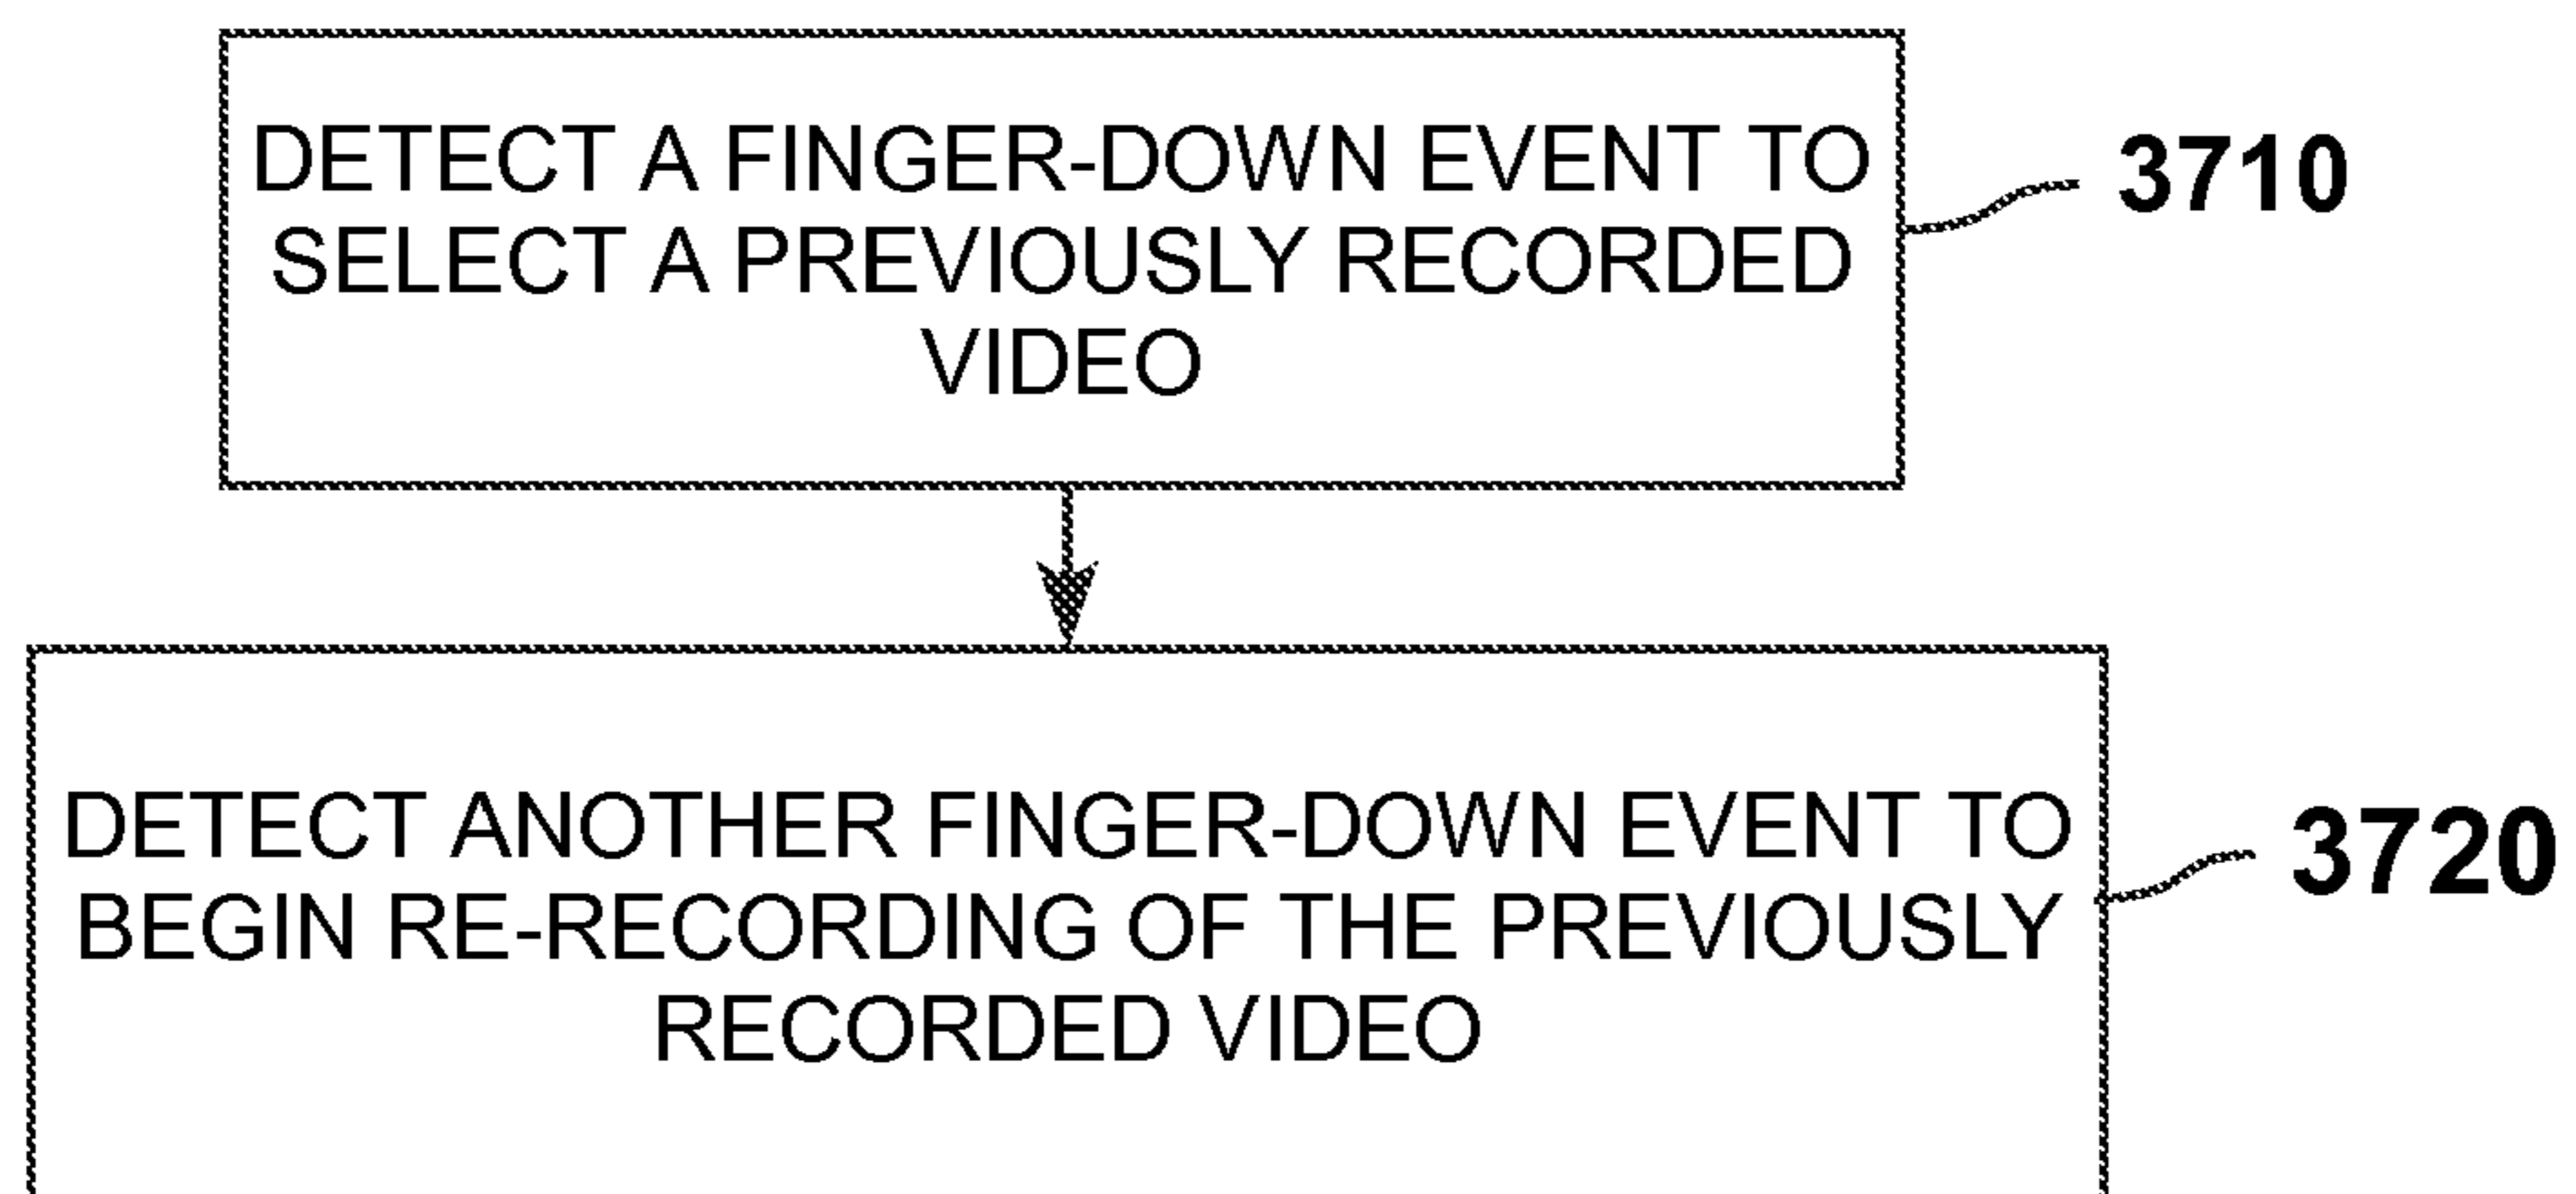 DETECT A FINGER-DOWN EVENT TO
SELECT A PREVIOUSLY RECORDED
VIDEO
3710
DETECT ANOTHER FINGER-DOWN EVENT TO
BEGIN RE-RECORDING OF THE PREVIOUSLY
RECORDED VIDEO
3720